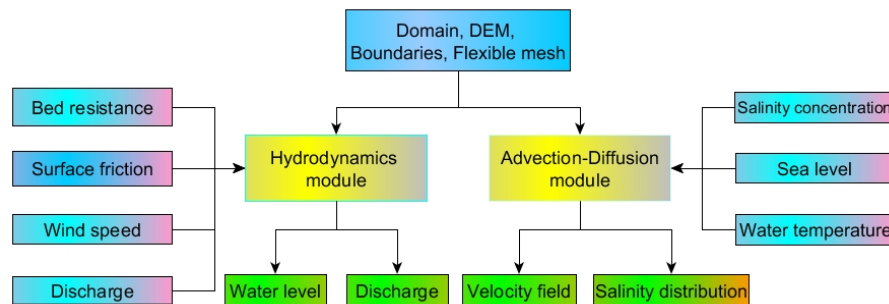 Domain, DEM,
Boundaries, Flexible mesh
Bed resistance
Surface friction
Wind speed
Discharge
Hydrodynamics
module
Advection-Diffusion
module
Salinity concentration
Sea level
Water temperature
Water level
Discharge
Velocity field
Salinity distribution